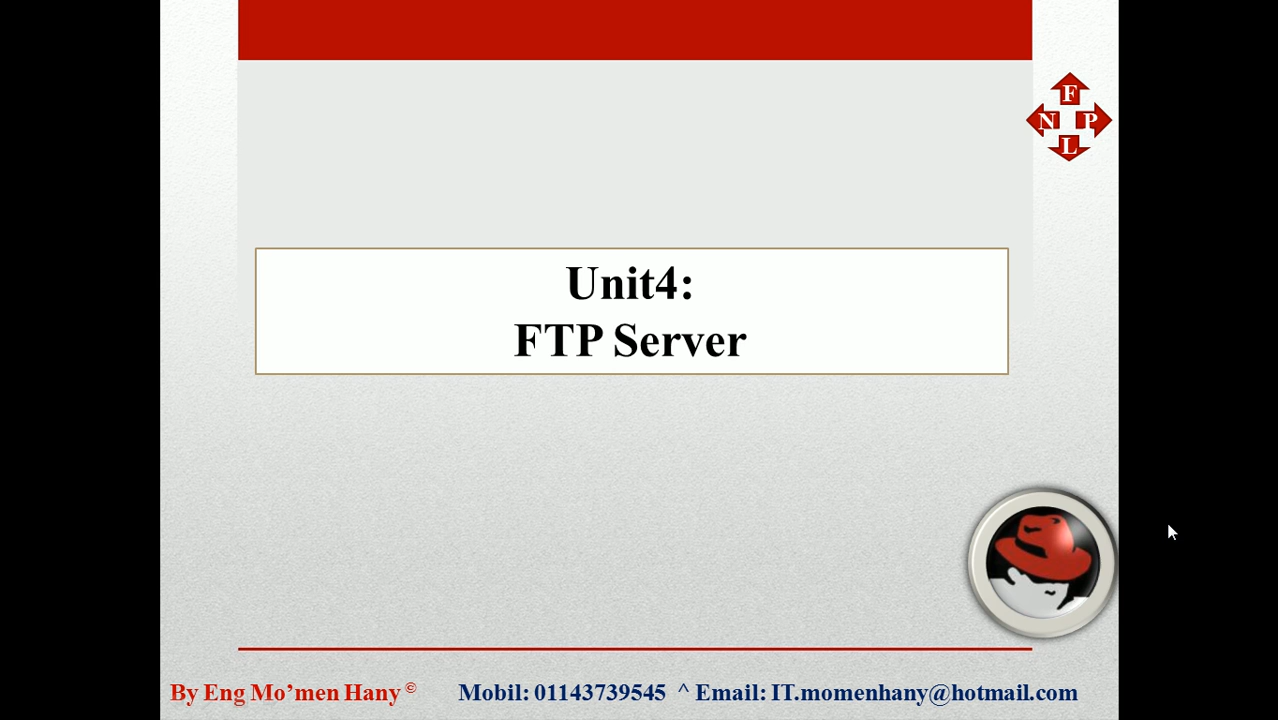 F
N P
L
Unit4:
FTP Server
By Eng Mo’men Hany © Mobil: 01143739545 ^ Email: IT.momenhany@hotmail.com